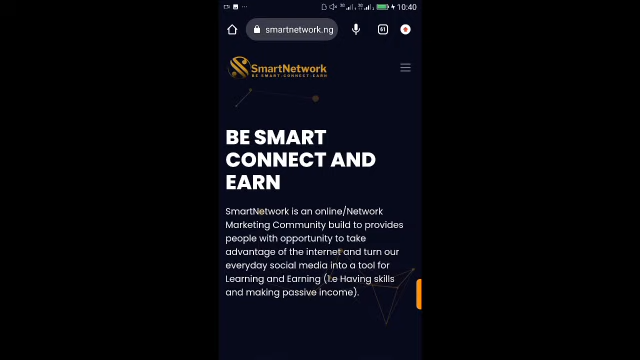 10:40
smartnetwork.ng
61
SmartNetwork
BE SMART.CONNECT.EARN
BE SMART
CONNECT AND
EARN
SmartNetwork is an online/Network
Marketing Community build to provides
people with opportunity to take
advantage of the internet and turn our
everyday social media into a tool for
Learning and Earning (I.e Having skills
and making passive income).